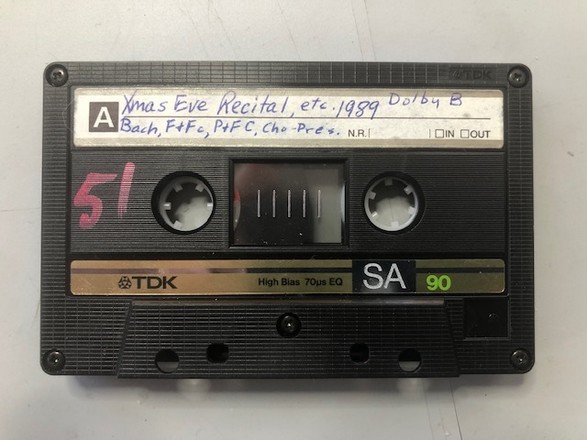 TDK
A
Xmas Eve Recital, etc. 1989 Dolby B
Bach, F+Fc, P+FC, Cho-Pres. N.R. IN OUT
51
TDK High Bias 70µs EQ SA 90